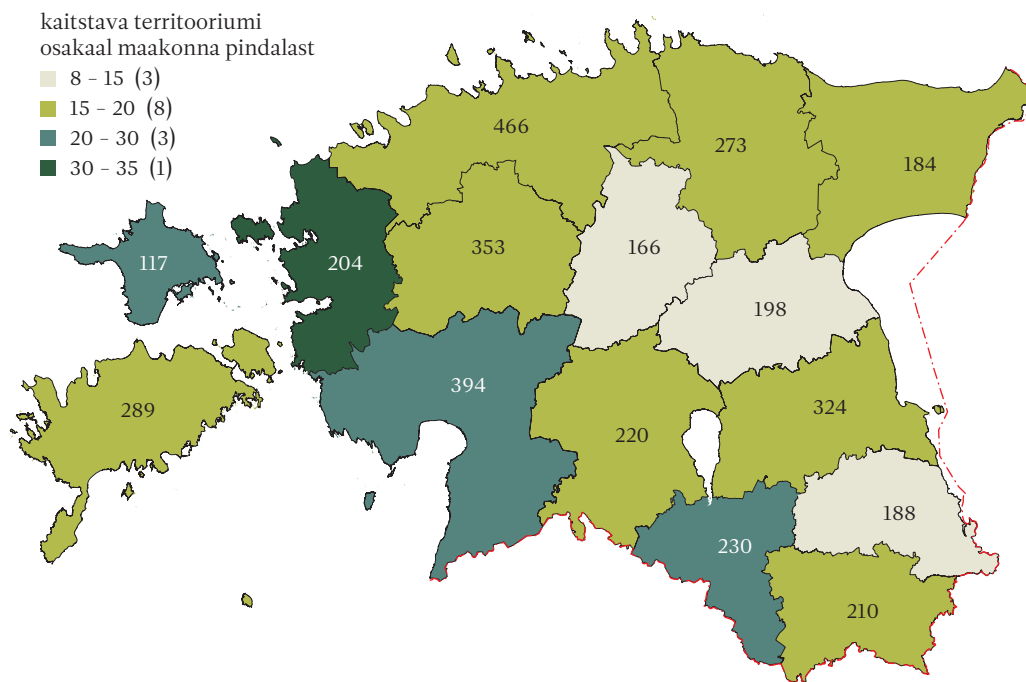 kaitstava territooriumi
osakaal maakonna pindalast
8 – 15 (3)
15 – 20 (8)
20 – 30 (3)
30 – 35 (1)
466
273
184
353
166
117
204
198
394
289
324
220
188
230
210